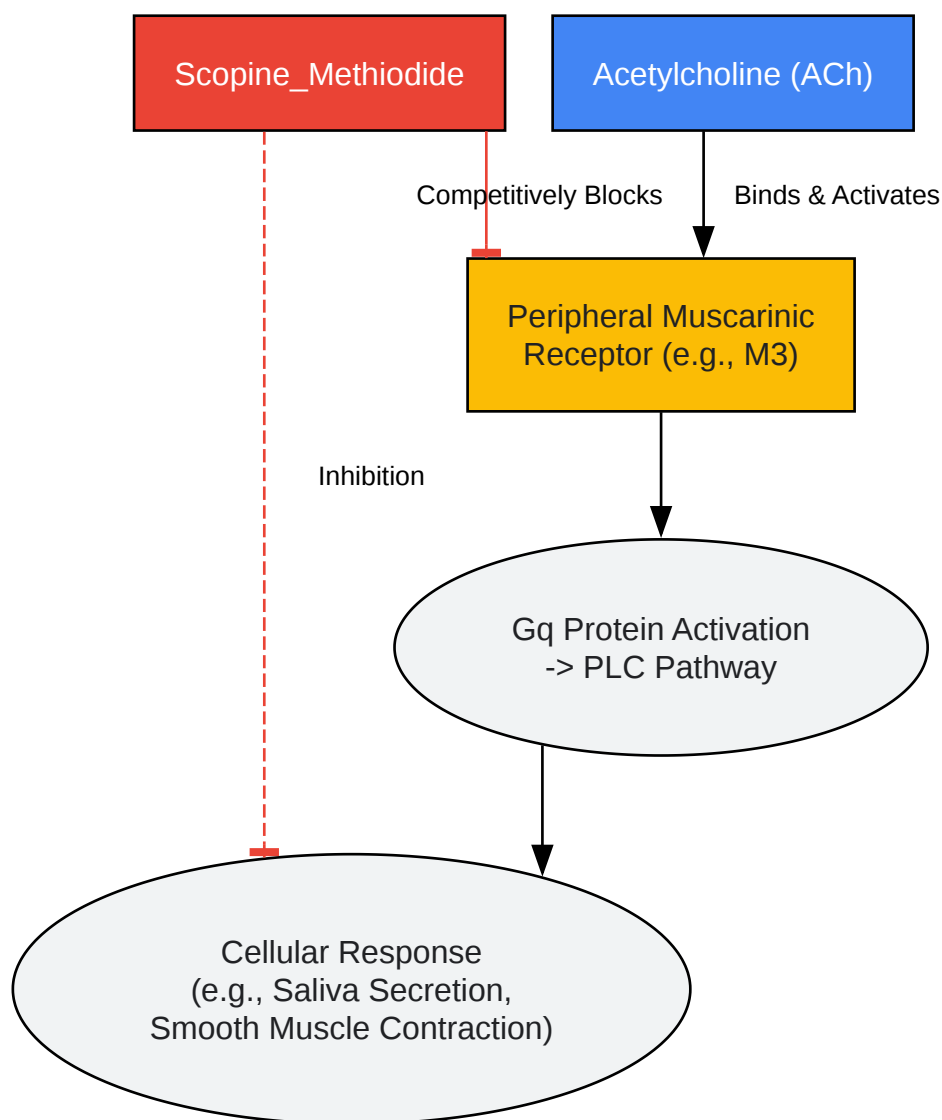 Scopine_Methiodide
Acetylcholine (ACh)
Competitively Blocks
Binds & Activates
Peripheral Muscarinic
Receptor (e.g., M3)
Inhibition
Gq Protein Activation
-> PLC Pathway
Cellular Response
(e.g., Saliva Secretion,
Smooth Muscle Contraction)